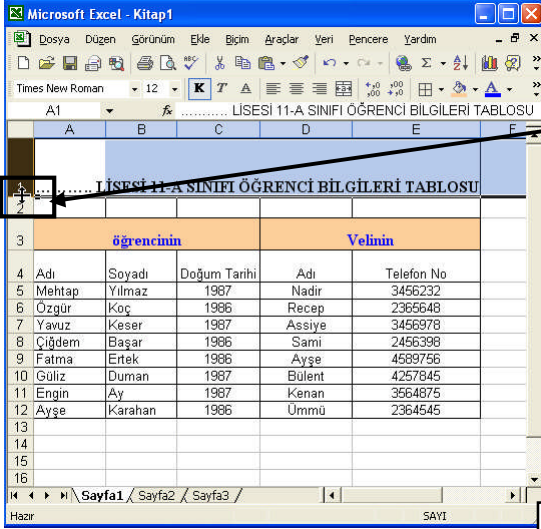 Microsoft Excel - Kitap1
Dosya Düzen Görünüm Ekle Biçim Araçlar Veri Pencere Yardım
Times New Roman 12 K T A
A1 fx ........... LİSESİ 11-A SINIFI ÖĞRENCİ BİLGİLERİ TABLOSU
A B C D E F
1 ........... LİSESİ 11-A SINIFI ÖĞRENCİ BİLGİLERİ TABLOSU
2
3 öğrencinin Velinin
4 Adı Soyadı Doğum Tarihi Adı Telefon No
5 Mehtap Yılmaz 1987 Nadir 3456232
6 Özgür Koç 1986 Recep 2365648
7 Yavuz Keser 1987 Assiye 3456978
8 Çiğdem Başar 1986 Sami 2456398
9 Fatma Ertek 1986 Ayşe 4589756
10 Güliz Duman 1987 Bülent 4257845
11 Engin Ay 1987 Kenan 3564875
12 Ayşe Karahan 1986 Ümmü 2364545
13
14
15
16
Sayfa1 Sayfa2 Sayfa3
Hazır SAYI